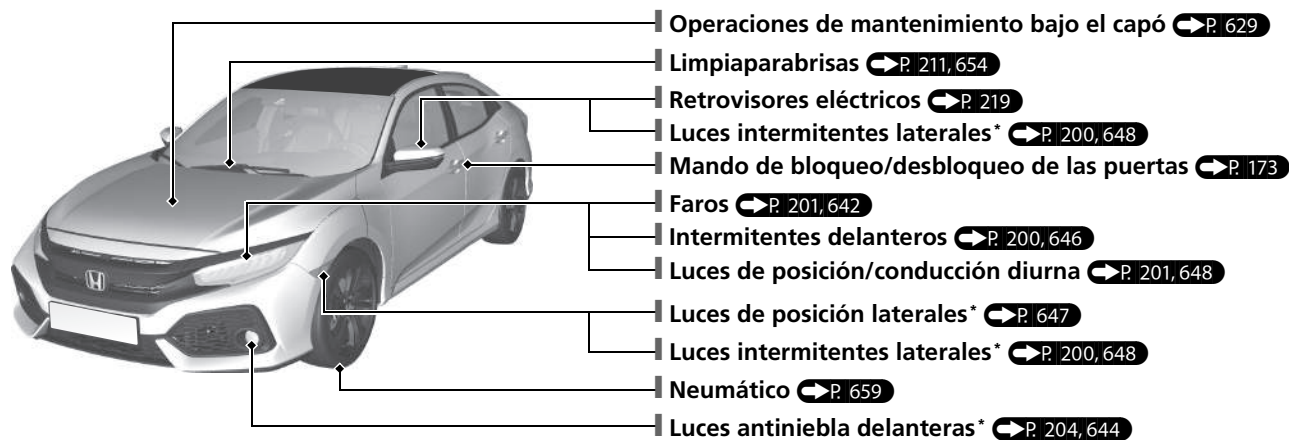 Operaciones de mantenimiento bajo el capó P. 629
Limpiaparabrisas P. 211, 654
Retrovisores eléctricos P. 219
Luces intermitentes laterales* P. 200, 648
Mando de bloqueo/desbloqueo de las puertas P. 173
Faros P. 201, 642
Intermitentes delanteros P. 200, 646
Luces de posición/conducción diurna P. 201, 648
Luces de posición laterales* P. 647
Luces intermitentes laterales* P. 200, 648
Neumático P. 659
Luces antiniebla delanteras* P. 204, 644